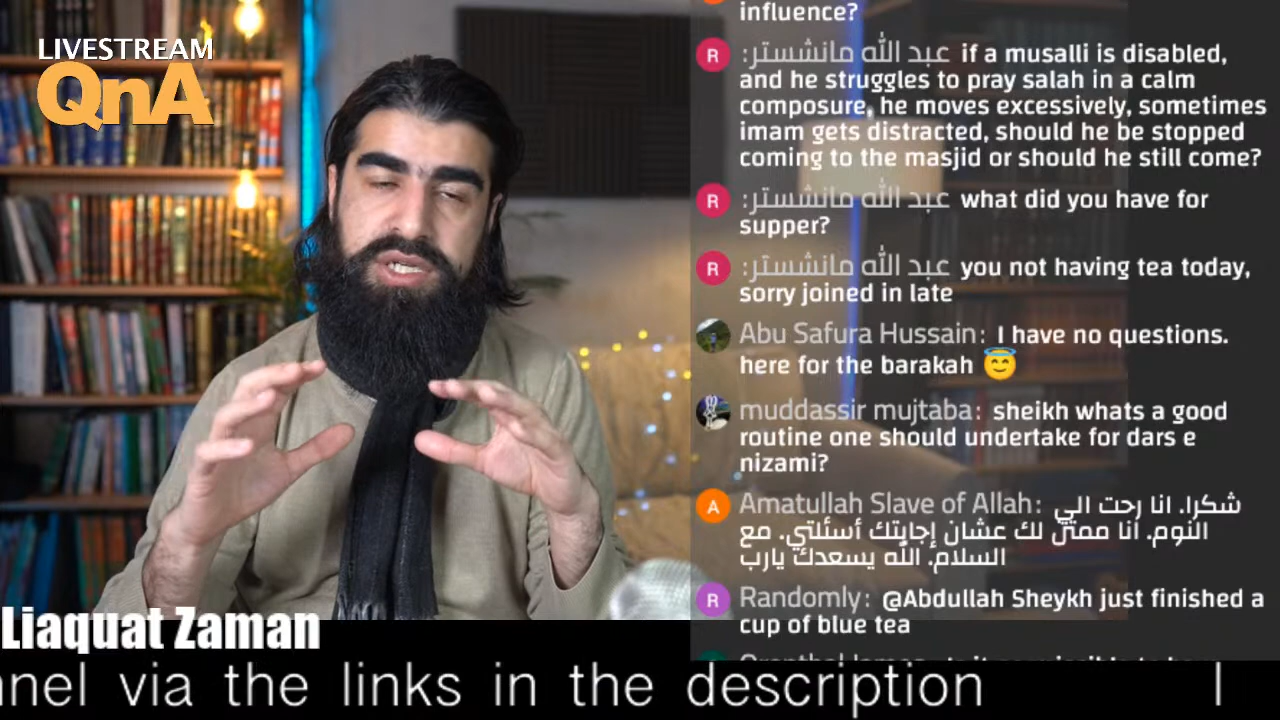 LIVESTREAM
QnA
influence?
R
عبد الله مانشستر: if a musalli is disabled,
and he struggles to pray salah in a calm
composure, he moves excessively, sometimes
imam gets distracted, should he be stopped
coming to the masjid or should he still come?
R
عبد الله مانشستر: what did you have for
supper?
R
عبد الله مانشستر: you not having tea today,
sorry joined in late
Abu Safura Hussain: I have no questions.
here for the barakah 😇
muddassir mujtaba: sheikh whats a good
routine one should undertake for dars e
nizami?
A
Amatullah Slave of Allah: شكرا. انا رحت الي
النوم. انا ممتن لك عشان إجابتك أسئلتي. مع
السلام. الله يسعدك يارب
R
Randomly: @Abdullah Sheykh just finished a
cup of blue tea
Liaquat Zaman
nnel via the links in the description